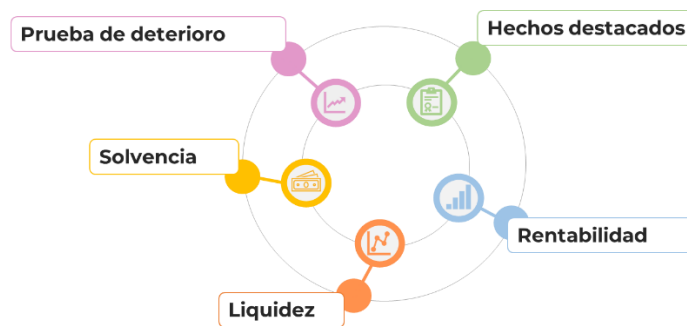 Prueba de deterioro
Hechos destacados
Solvencia
Rentabilidad
Liquidez